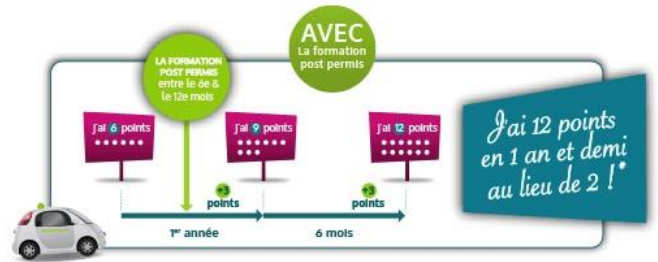 AVEC
La formation
post permis
LA FORMATION
POST PERMIS
entre le 6e &
le 12e mois
J'ai 6 points
J'ai 9 points
J'ai 12 points
J'ai 12 points
en 1 an et demi
au lieu de 2 !*
+3
points
+3
points
1er année
6 mois